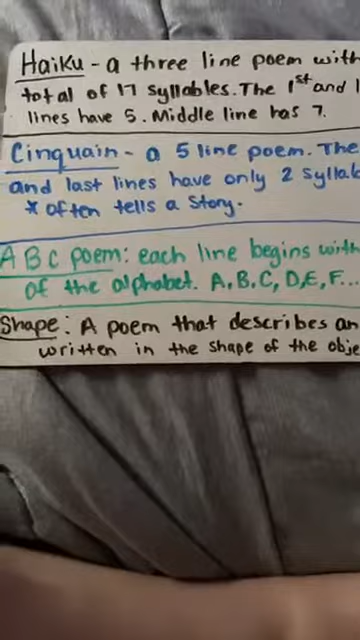 Haiku - a three line poem with
total of 17 syllables. The 1st and
lines have 5. Middle line has 7.
Cinquain - a 5 line poem. The
and last lines have only 2
* often tells a story.
ABC poem: each line begins with
of the alphabet. A, B, C, D, E, F...
Shape: A poem that describes an
written in the shape of the